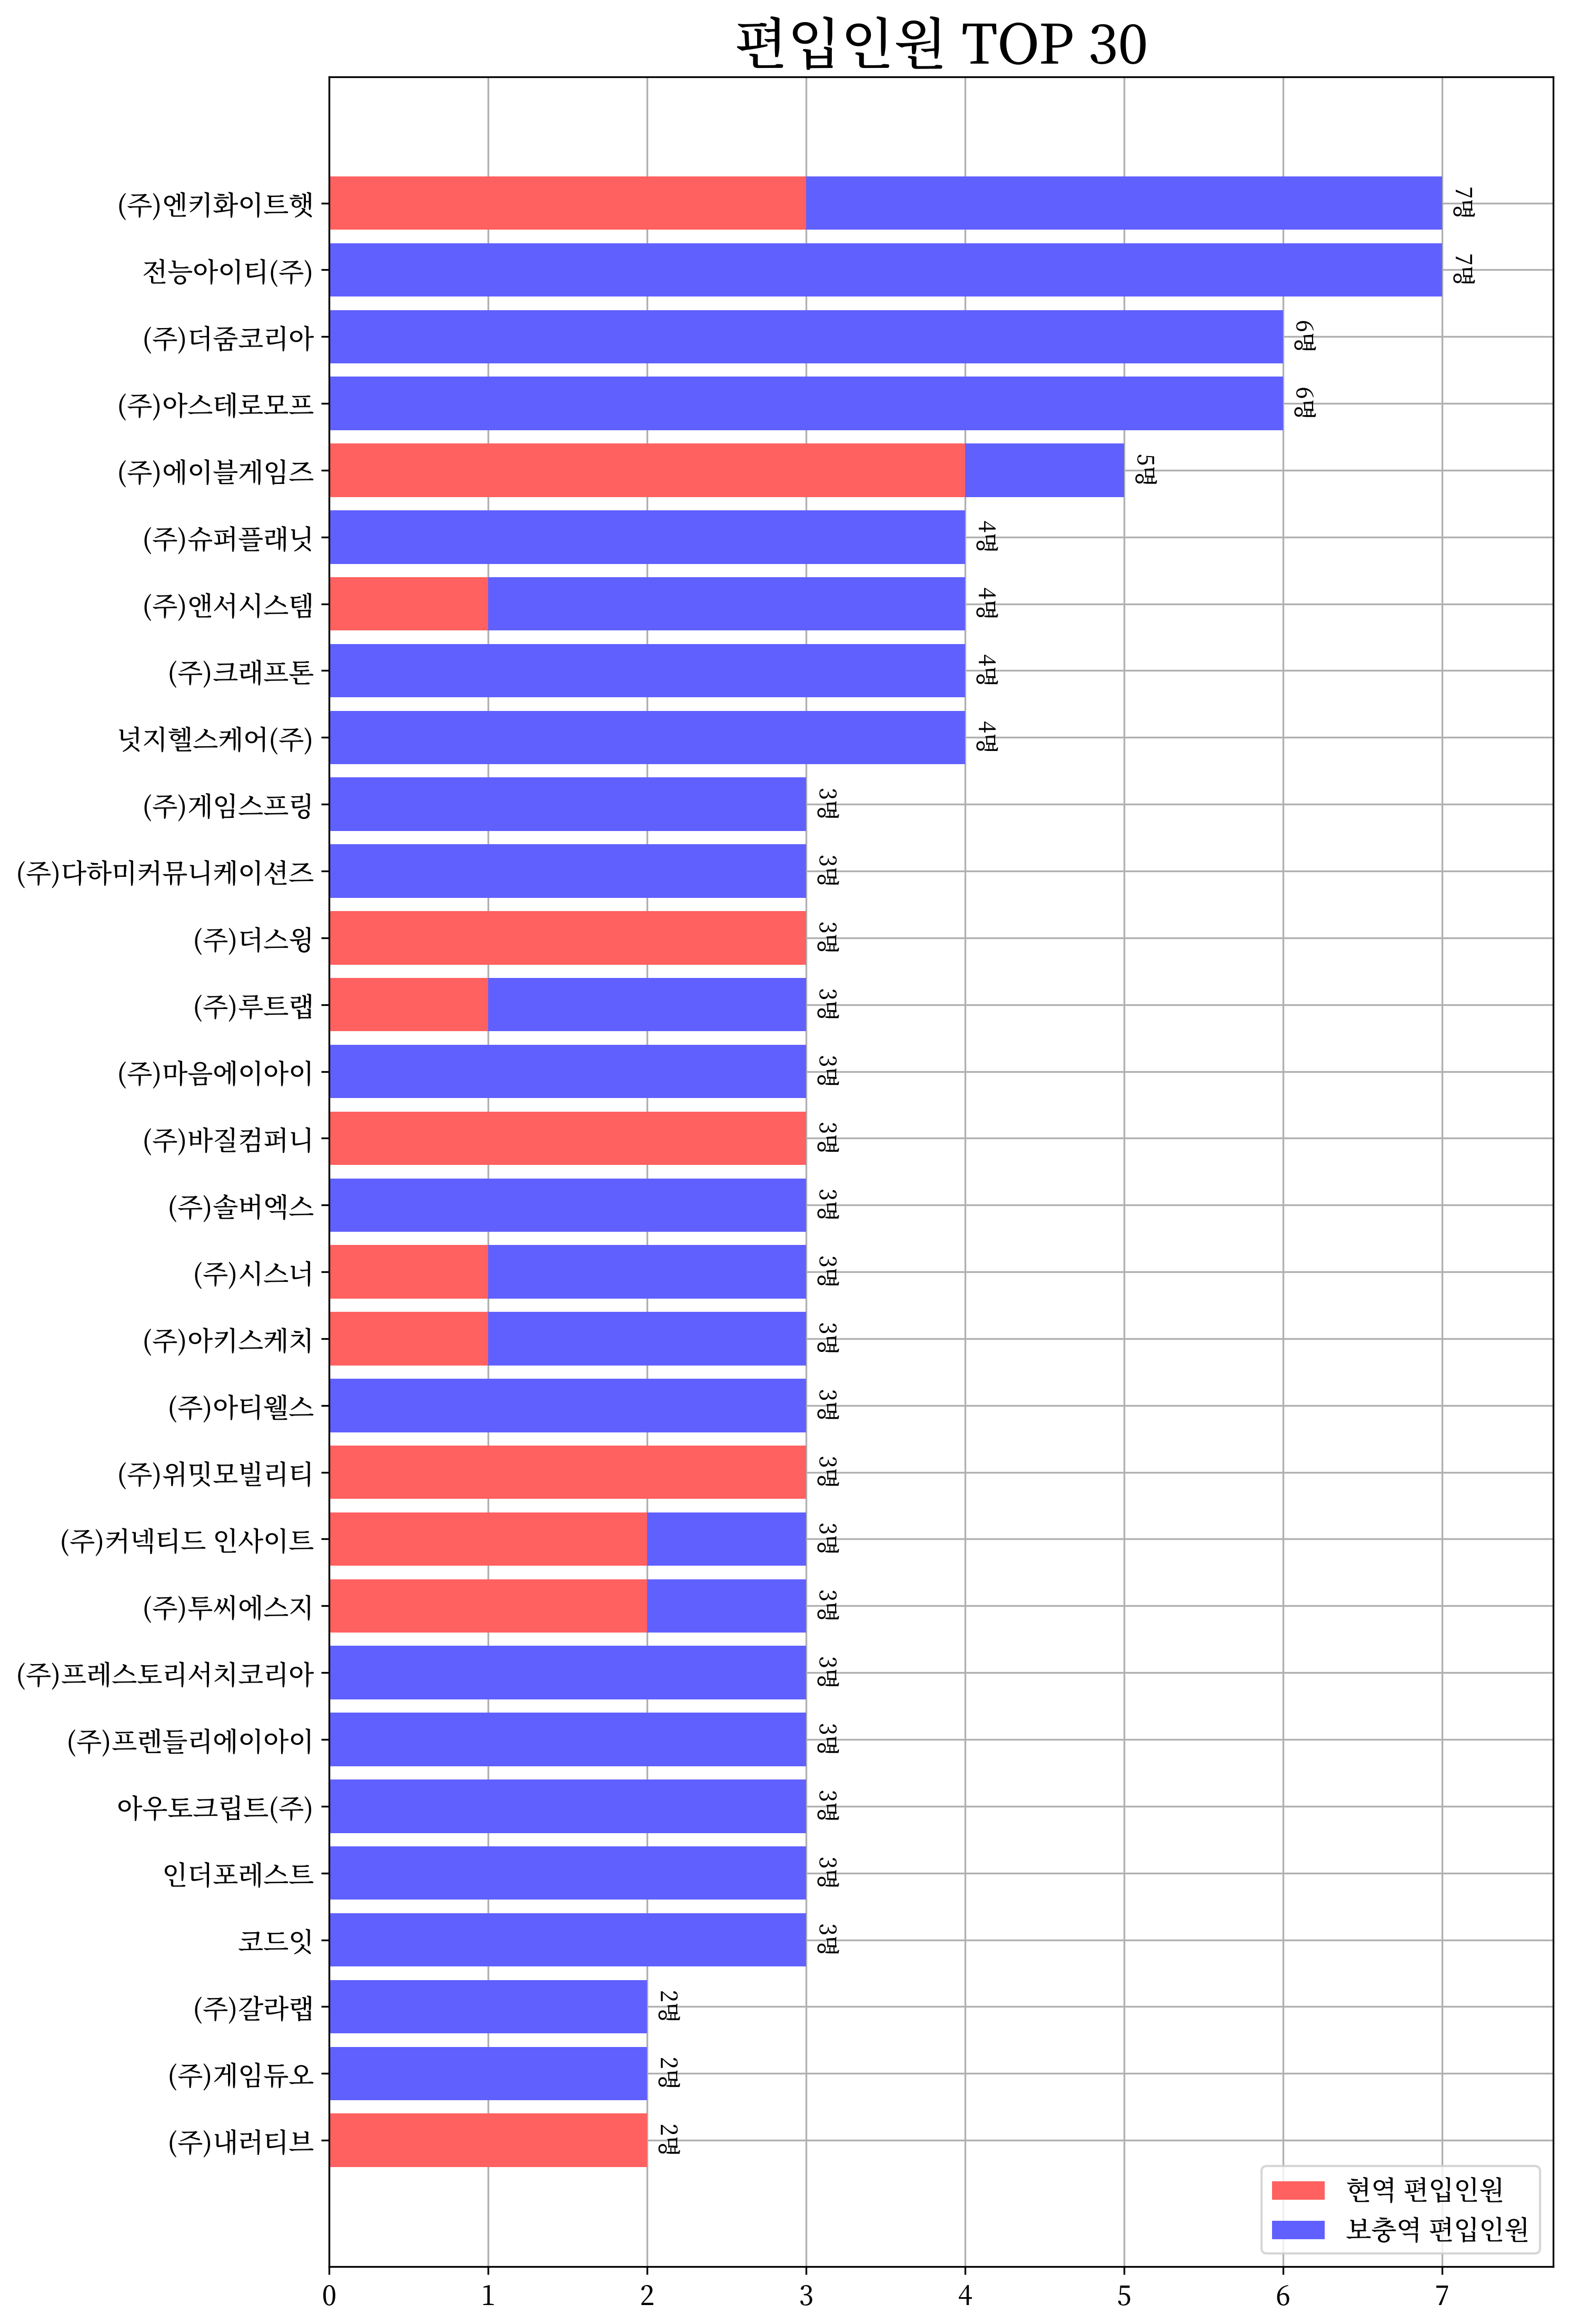 편입인원 TOP 30
(주)엔키화이트햇 7명
전능아이티(주) 7명
(주)더줌코리아 6명
(주)아스테로모프 6명
(주)에이블게임즈 5명
(주)슈퍼플래닛 4명
(주)앤서시스템 4명
(주)크래프톤 4명
넛지헬스케어(주) 4명
(주)게임스프링 3명
(주)다하미커뮤니케이션즈 3명
(주)더스윙 3명
(주)루트랩 3명
(주)마음에이아이 3명
(주)바질컴퍼니 3명
(주)솔버엑스 3명
(주)시스너 3명
(주)아키스케치 3명
(주)아티웰스 3명
(주)위밋모빌리티 3명
(주)커넥티드 인사이트 3명
(주)투씨에스지 3명
(주)프레스토리서치코리아 3명
(주)프렌들리에이아이 3명
아우토크립트(주) 3명
인더포레스트 3명
코드잇 3명
(주)갈라랩 2명
(주)게임듀오 2명
(주)내러티브 2명
현역 편입인원
보충역 편입인원
0 1 2 3 4 5 6 7